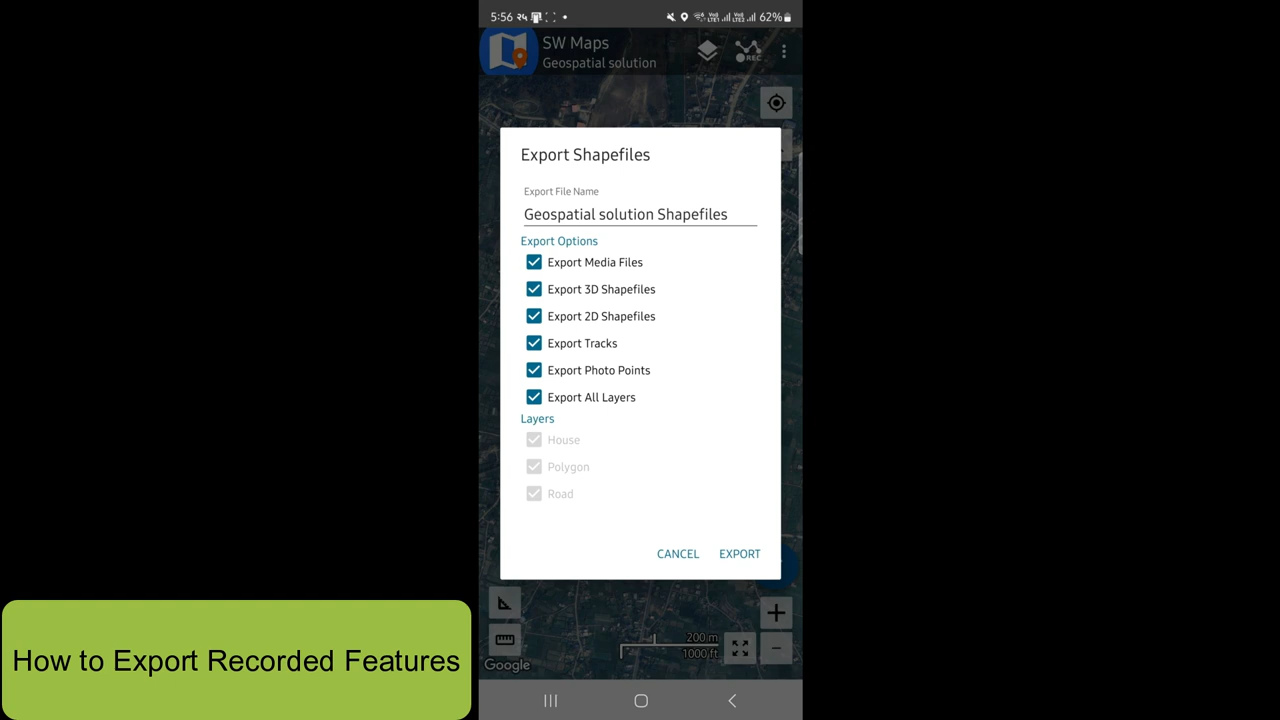 5:56 २५ 62%
SW Maps
Geospatial solution
REC
Export Shapefiles
Export File Name
Geospatial solution Shapefiles
Export Options
Export Media Files
Export 3D Shapefiles
Export 2D Shapefiles
Export Tracks
Export Photo Points
Export All Layers
Layers
House
Polygon
Road
CANCEL EXPORT
200 m
1000 ft
Google
How to Export Recorded Features